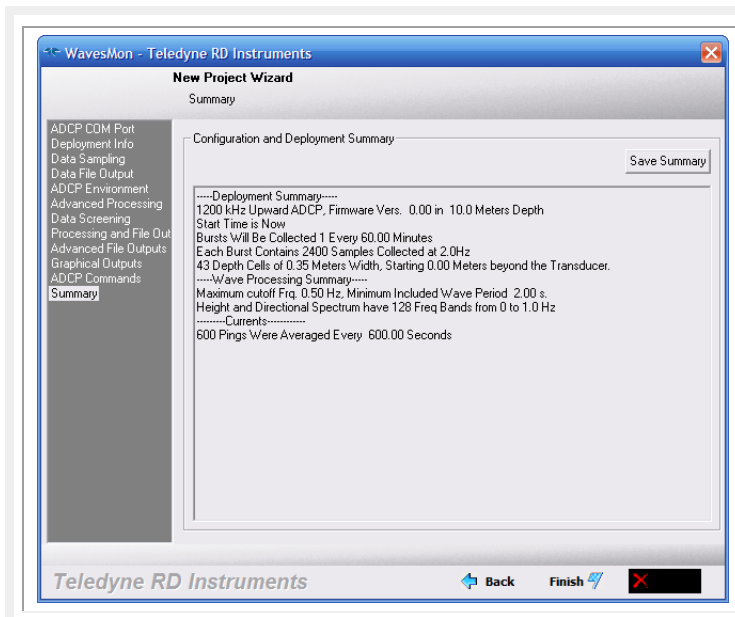 WavesMon - Teledyne RD Instruments
New Project Wizard
Summary
ADCP COM Port
Deployment Info
Data Sampling
Data File Output
ADCP Environment
Advanced Processing
Data Screening
Processing and File Out
Advanced File Outputs
Graphical Outputs
ADCP Commands
Summary
Configuration and Deployment Summary
Save Summary
-----Deployment Summary-----
1200 kHz Upward ADCP, Firmware Vers.  0.00 in  10.0 Meters Depth
Start Time is Now
Bursts Will Be Collected 1 Every 60.00 Minutes
Each Burst Contains 2400 Samples Collected at 2.0Hz
43 Depth Cells of 0.35 Meters Width, Starting 0.00 Meters beyond the Transducer.
-----Wave Processing Summary-----
Maximum cutoff Frq. 0.50 Hz, Minimum Included Wave Period  2.00 s.
Height and Directional Spectrum have 128 Freq Bands from 0 to 1.0 Hz
---------Currents------------
600 Pings Were Averaged Every  600.00 Seconds
Teledyne RD Instruments
Back
Finish